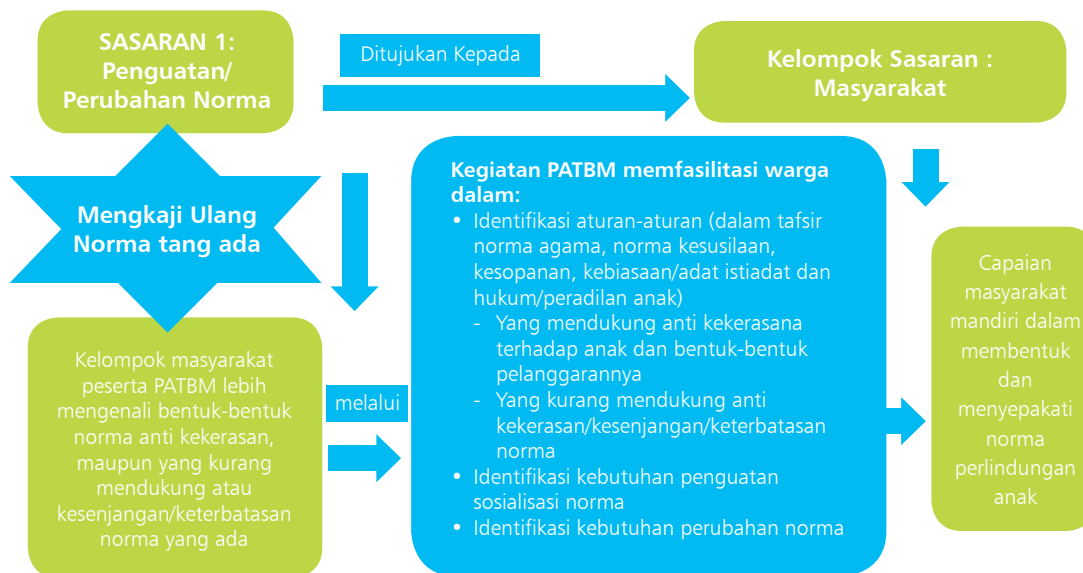 SASARAN 1:
Penguatan/
Perubahan Norma
Ditujukan Kepada
Kelompok Sasaran :
Masyarakat
Mengkaji Ulang
Norma tang ada
Kegiatan PATBM memfasilitasi warga
dalam:
• Identifikasi aturan-aturan (dalam tafsir
norma agama, norma kesusilaan,
kesopanan, kebiasaan/adat istiadat dan
hukum/peradilan anak)
- Yang mendukung anti kekerasana
terhadap anak dan bentuk-bentuk
pelanggarannya
- Yang kurang mendukung anti
kekerasan/kesenjangan/keterbatasan
norma
• Identifikasi kebutuhan penguatan
sosialisasi norma
• Identifikasi kebutuhan perubahan norma
Kelompok masyarakat
peserta PATBM lebih
mengenali bentuk-bentuk
norma anti kekerasan,
maupun yang kurang
mendukung atau
kesenjangan/keterbatasan
norma yang ada
melalui
Capaian
masyarakat
mandiri dalam
membentuk
dan
menyepakati
norma
perlindungan
anak